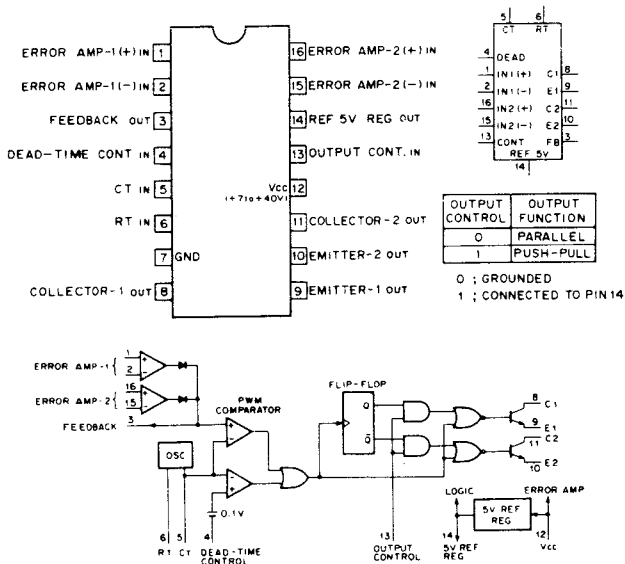 ERROR AMP-1(+) IN 1
ERROR AMP-1(-) IN 2
FEEDBACK OUT 3
DEAD-TIME CONT IN 4
CT IN 5
RT IN 6
7 GND
COLLECTOR-1 OUT 8
16 ERROR AMP-2(+) IN
15 ERROR AMP-2(-) IN
14 REF 5V REG OUT
13 OUTPUT CONT. IN
Vcc 12
(+7 to +40V)
11 COLLECTOR-2 OUT
10 EMITTER-2 OUT
9 EMITTER-1 OUT
5 6
CT RT
4 DEAD
1 IN1(+) C1 8
2 IN1(-) E1 9
16 IN2(+) C2 11
15 IN2(-) E2 10
13 CONT FB 3
REF 5V
14
OUTPUT CONTROL OUTPUT FUNCTION
0 PARALLEL
1 PUSH-PULL
0 ; GROUNDED
1 ; CONNECTED TO PIN 14
ERROR AMP-1 1 2
ERROR AMP-2 16 15
FEEDBACK 3
PWM
COMPARATOR
OSC
0.1V
6 5 4
RT CT DEAD-TIME
CONTROL
FLIP-FLOP
Q
Q̄
8 C1
9 E1
11 C2
10 E2
13
OUTPUT
CONTROL
LOGIC
ERROR AMP
5V REF
REG
14
5V REF
REG
12
Vcc